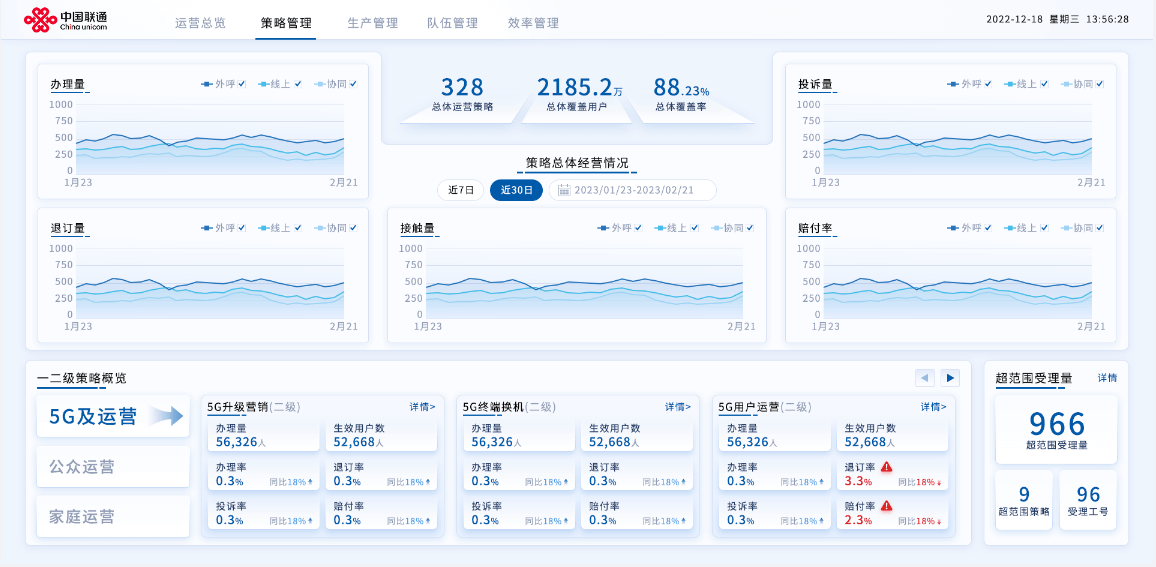 中国联通
China unicom
运营总览 策略管理 生产管理 队伍管理 效率管理
2022-12-18 星期三 13:56:28
办理量 外呼 线上 协同
1000
750
500
250
0
1月23 2月21
328 2185.2万 88.23%
总体运营策略 总体覆盖用户 总体覆盖率
策略总体经营情况
近7日 近30日 2023/01/23-2023/02/21
投诉量 外呼 线上 协同
1000
750
500
250
0
1月23 2月21
退订量 外呼 线上 协同
1000
750
500
250
0
1月23 2月21
接触量 外呼 线上 协同
1000
750
500
250
0
1月23 2月21
赔付率 外呼 线上 协同
1000
750
500
250
0
1月23 2月21
一二级策略概览
5G及运营
公众运营
家庭运营
5G升级营销(二级) 详情>
办理量 生效用户数
56,326人 52,668人
办理率 退订率
0.3% 同比18% 0.3% 同比18%
投诉率 赔付率
0.3% 同比18% 0.3% 同比18%
5G终端换机(二级) 详情>
办理量 生效用户数
56,326人 52,668人
办理率 退订率
0.3% 同比18% 0.3% 同比18%
投诉率 赔付率
0.3% 同比18% 0.3% 同比18%
5G用户运营(二级) 详情>
办理量 生效用户数
56,326人 52,668人
办理率 退订率
0.3% 同比18% 3.3% 同比18%
投诉率 赔付率
0.3% 同比18% 2.3% 同比18%
超范围受理量 详情
966
超范围受理量
9 96
超范围策略 受理工号